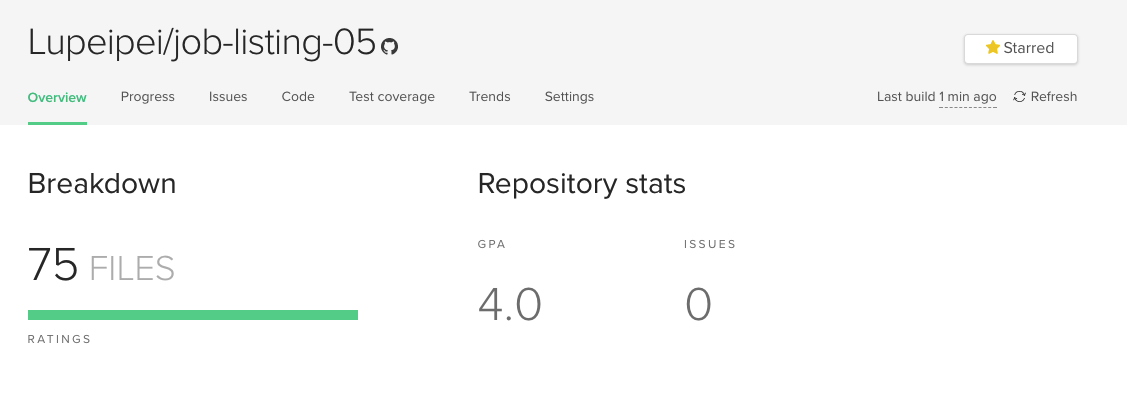 Lupeipei/job-listing-05
Starred
Overview Progress Issues Code Test coverage Trends Settings Last build 1 min ago Refresh
Breakdown Repository stats
GPA ISSUES
75 FILES
4.0 0
RATINGS